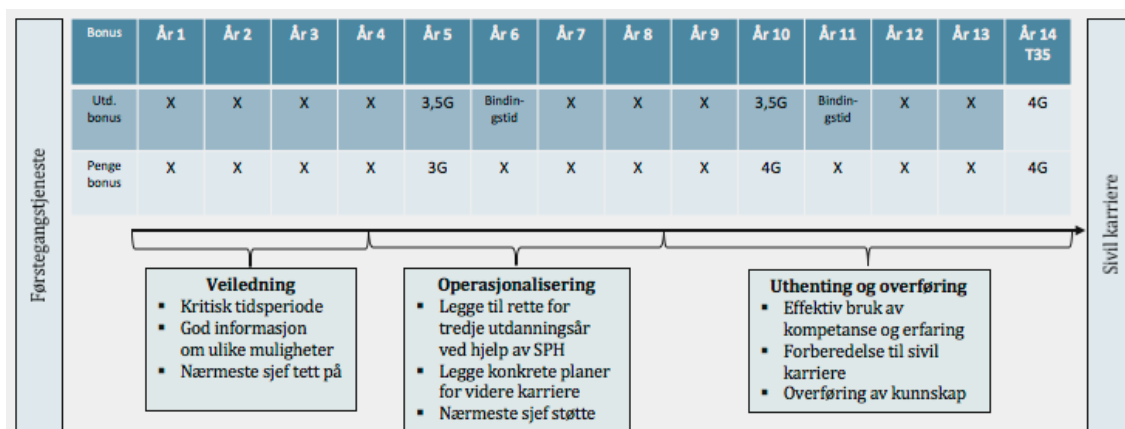 Førstegangstjeneste
Bonus År 1 År 2 År 3 År 4 År 5 År 6 År 7 År 8 År 9 År 10 År 11 År 12 År 13 År 14
T35
Utd.
bonus X X X X 3,5G Bindin-
gstid X X X 3,5G Bindin-
gstid X X 4G
Penge
bonus X X X X 3G X X X X 4G X X X 4G
Veiledning
▪ Kritisk tidsperiode
▪ God informasjon
om ulike muligheter
▪ Nærmeste sjef tett på
Operasjonalisering
▪ Legge til rette for
tredje utdanningsår
ved hjelp av SPH
▪ Legge konkrete planer
for videre karriere
▪ Nærmeste sjef støtte
Uthenting og overføring
▪ Effektiv bruk av
kompetanse og erfaring
▪ Forberedelse til sivil
karriere
▪ Overføring av kunnskap
Sivil karriere